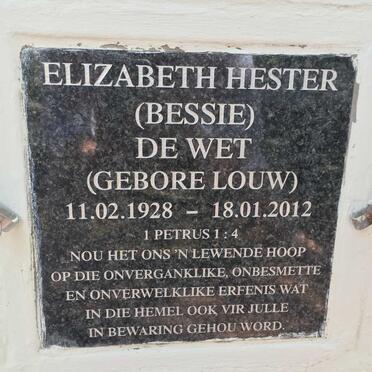 ELIZABETH HESTER
(BESSIE)
DE WET
(GEBORE LOUW)
11.02.1928 – 18.01.2012
1 PETRUS 1 : 4
NOU HET ONS 'N LEWENDE HOOP
OP DIE ONVERGANKLIKE, ONBESMETTE
EN ONVERWELKLIKE ERFENIS WAT
IN DIE HEMEL OOK VIR JULLE
IN BEWARING GEHOU WORD.